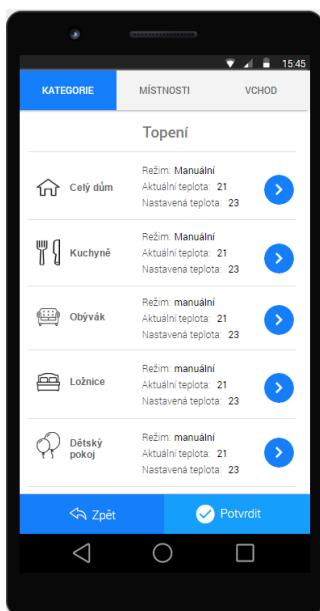 15:45
KATEGORIE MÍSTNOSTI VCHOD
Topení
Celý dům
Režim: Manuální
Aktuální teplota: 21
Nastavená teplota: 23
Kuchyně
Režim: Manuální
Aktuální teplota: 21
Nastavená teplota: 23
Obývák
Režim: manuální
Aktuální teplota: 21
Nastavená teplota: 23
Ložnice
Režim: manuální
Aktuální teplota: 21
Nastavená teplota: 23
Dětský
pokoj
Režim: manuální
Aktuální teplota: 21
Nastavená teplota: 23
Zpět Potvrdit